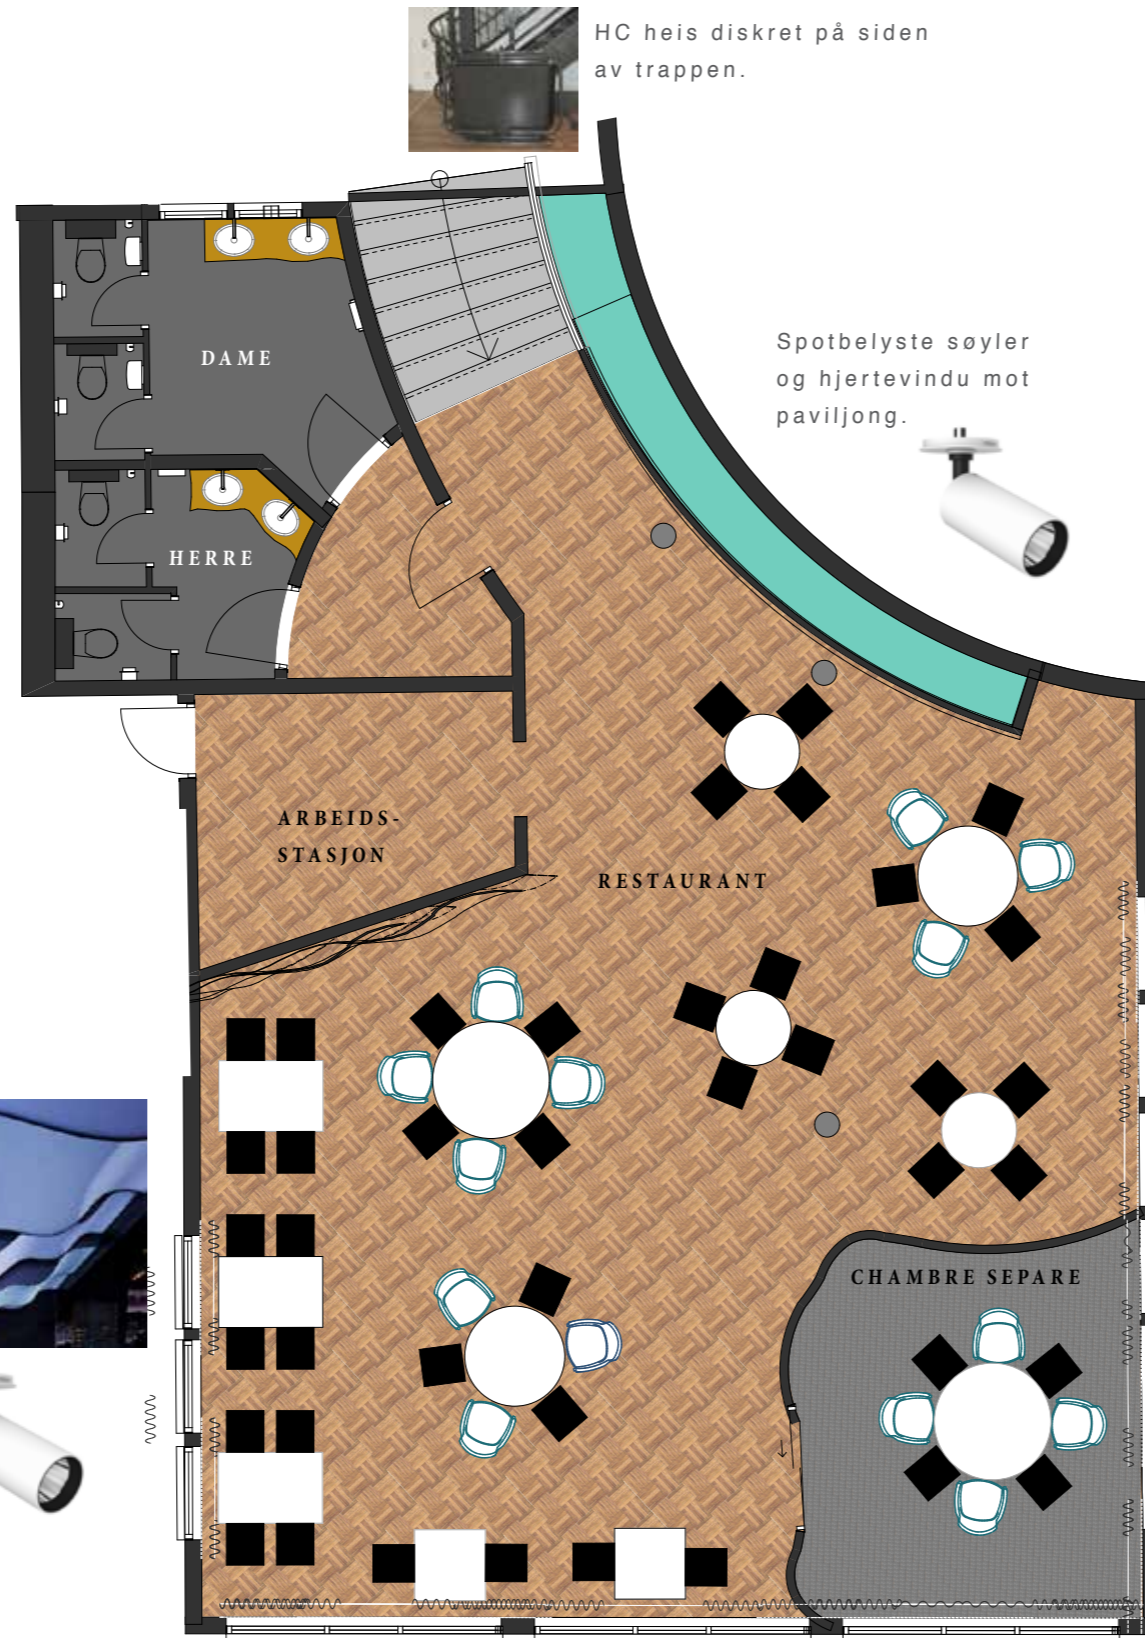 HC heis diskret på siden
av trappen.
Spotbelyste søyler
og hjertevindu mot
paviljong.
DAME
HERRE
ARBEIDS-
STASJON
RESTAURANT
CHAMBRE SEPARE